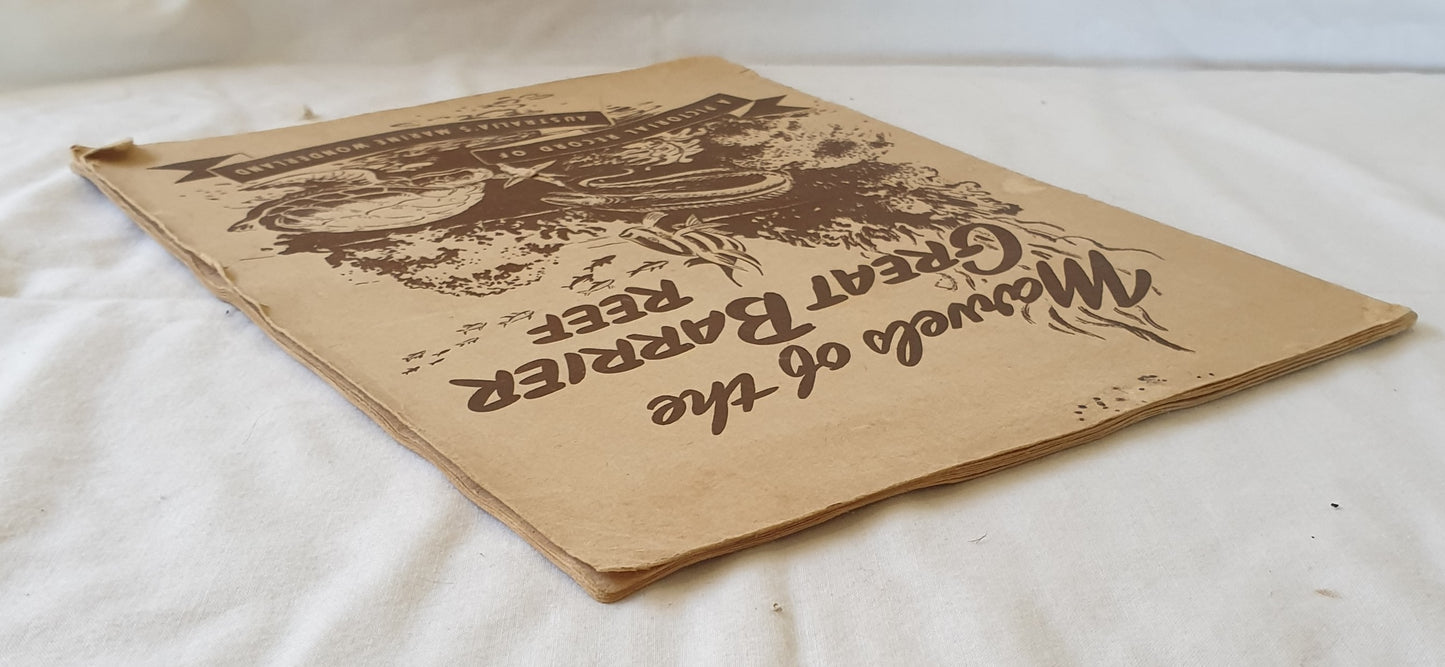 Marvels of the
GREAT BARRIER
REEF
A PICTORIAL RECORD OF
AUSTRALIA'S MARINE WONDERLAND